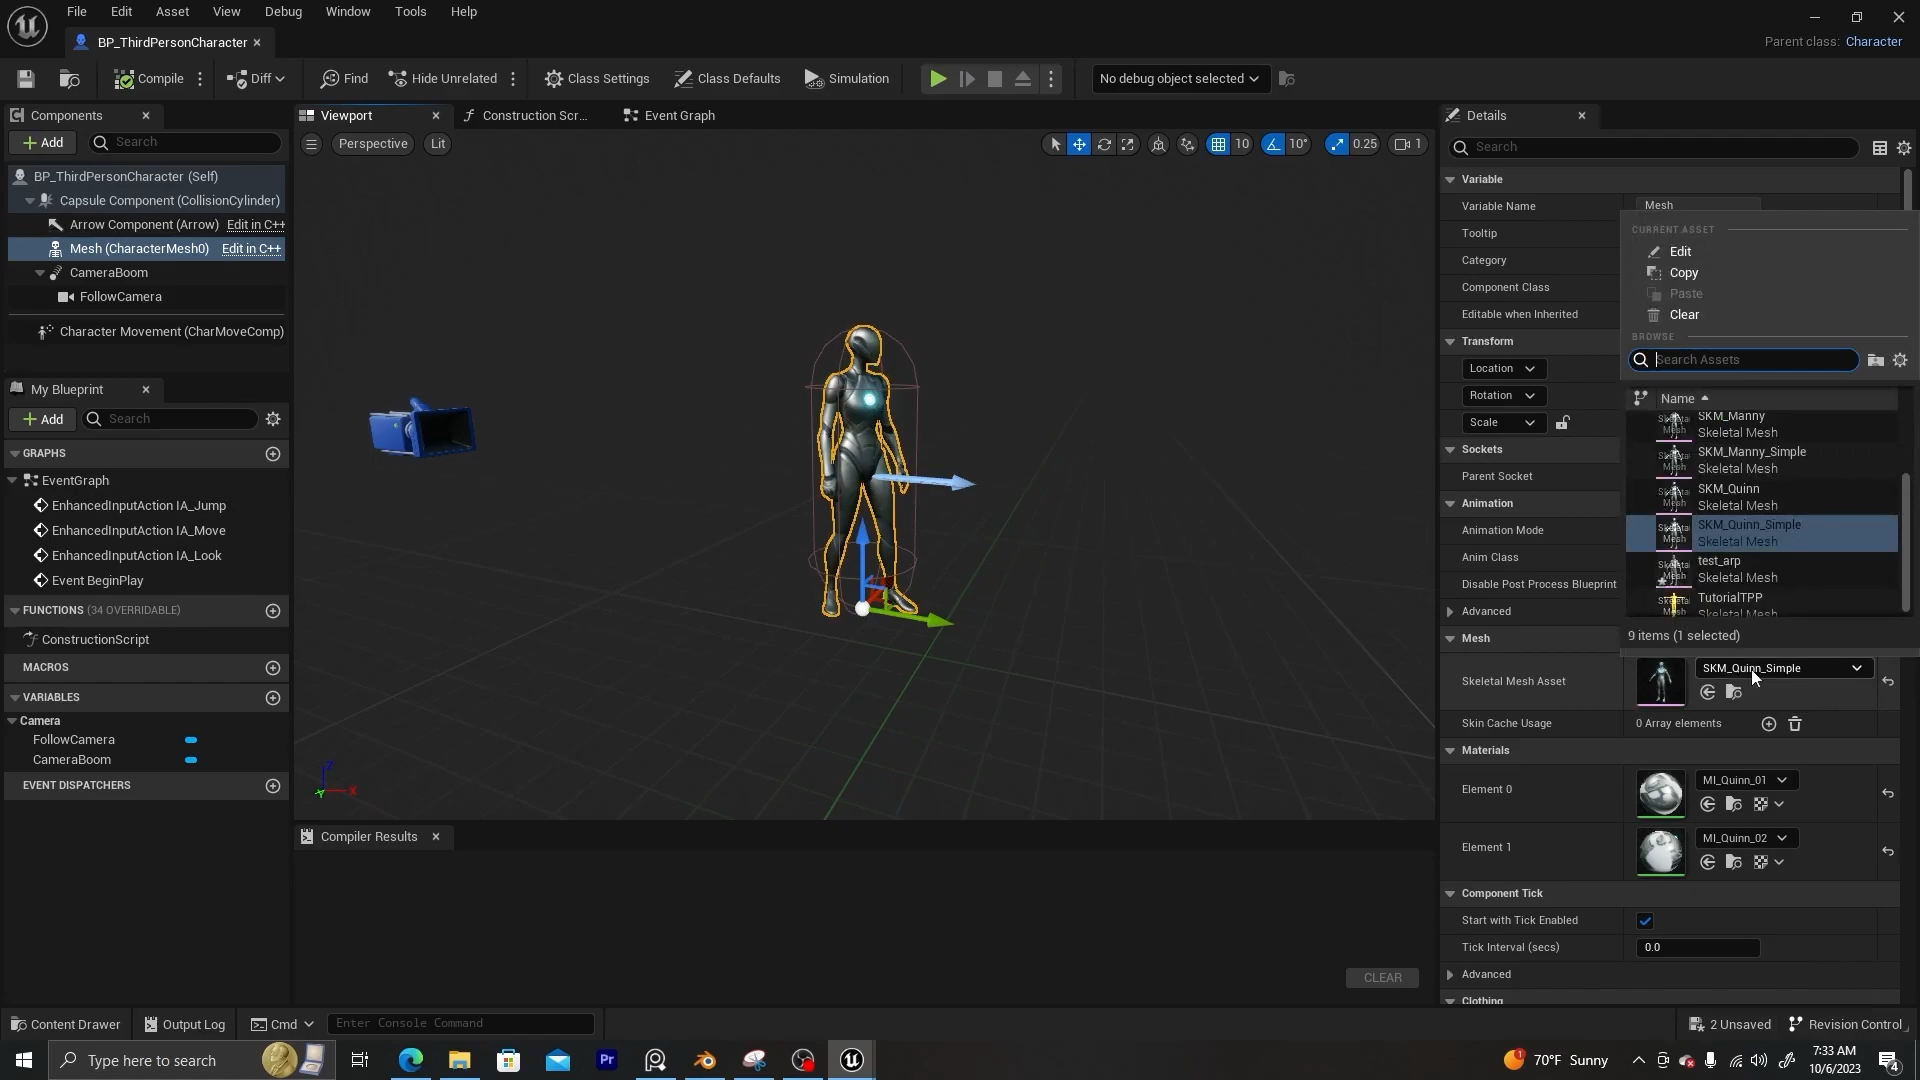 File Edit Asset View Debug Window Tools Help
BP_ThirdPersonCharacter
Parent class: Character
Compile Diff Find Hide Unrelated Class Settings Class Defaults Simulation No debug object selected
Components
Add Search
BP_ThirdPersonCharacter (Self)
Capsule Component (CollisionCylinder)
Arrow Component (Arrow) Edit in C++
Mesh (CharacterMesh0) Edit in C++
CameraBoom
FollowCamera
Character Movement (CharMoveComp)
My Blueprint
Add Search
GRAPHS
EventGraph
EnhancedInputAction IA_Jump
EnhancedInputAction IA_Move
EnhancedInputAction IA_Look
Event BeginPlay
FUNCTIONS (34 OVERRIDABLE)
ConstructionScript
MACROS
VARIABLES
Camera
FollowCamera
CameraBoom
EVENT DISPATCHERS
Viewport Construction Scr... Event Graph
Perspective Lit 10 10° 0.25 1
Z
X
Y
Compiler Results
CLEAR
Details
Search
Variable
Variable Name Mesh
Tooltip
Category
Component Class
Editable when Inherited
Transform
Location
Rotation
Scale
Sockets
Parent Socket
Animation
Animation Mode
Anim Class
Disable Post Process Blueprint
Advanced
Mesh
CURRENT ASSET
Edit
Copy
Paste
Clear
BROWSE
Search Assets
Name
SKM_Manny
Skeletal Mesh
SKM_Manny_Simple
Skeletal Mesh
SKM_Quinn
Skeletal Mesh
SKM_Quinn_Simple
Skeletal Mesh
test_arp
Skeletal Mesh
TutorialTPP
Skeletal Mesh
9 items (1 selected)
Skeletal Mesh Asset SKM_Quinn_Simple
Skin Cache Usage 0 Array elements
Materials
Element 0 MI_Quinn_01
Element 1 MI_Quinn_02
Component Tick
Start with Tick Enabled
Tick Interval (secs) 0.0
Advanced
Clothing
Content Drawer Output Log Cmd Enter Console Command 2 Unsaved Revision Control
Type here to search Pr 1 70°F Sunny 7:33 AM
10/6/2023 4